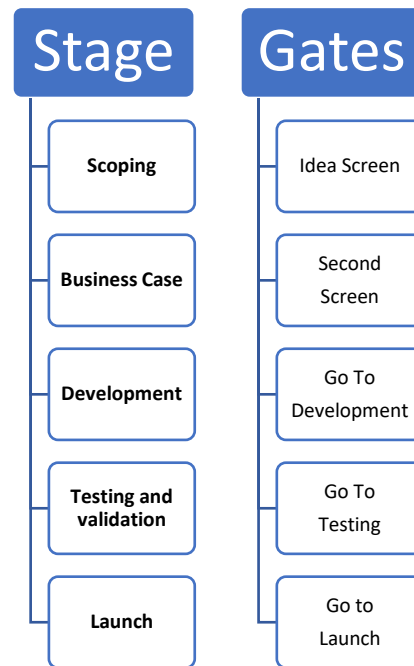 Stage
Scoping
Business Case
Development
Testing and
validation
Launch
Gates
Idea Screen
Second
Screen
Go To
Development
Go To
Testing
Go to
Launch